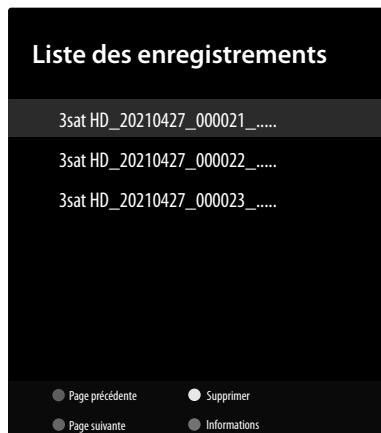 Liste des enregistrements
3sat HD_20210427_000021_.....
3sat HD_20210427_000022_.....
3sat HD_20210427_000023_.....
Page précédente Supprimer
Page suivante Informations